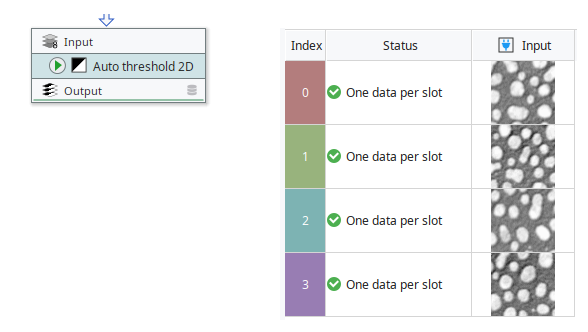 Input
Auto threshold 2D
Output
Index Status Input
0 One data per slot
1 One data per slot
2 One data per slot
3 One data per slot